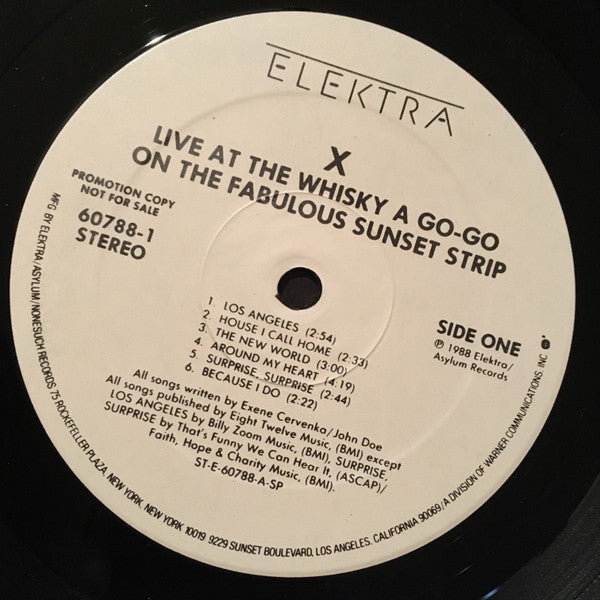 ELEKTRA
X
LIVE AT THE WHISKY A GO-GO
ON THE FABULOUS SUNSET STRIP
PROMOTION COPY
NOT FOR SALE
60788-1
STEREO
SIDE ONE
℗ 1988 Elektra/
Asylum Records
1. LOS ANGELES (2:54)
2. HOUSE I CALL HOME (2:33)
3. THE NEW WORLD (3:00)
4. AROUND MY HEART (4:19)
5. SURPRISE, SURPRISE (2:44)
6. BECAUSE I DO (2:22)
All songs written by Exene Cervenka/John Doe
All songs published by Eight Twelve Music, (BMI) except
LOS ANGELES by Billy Zoom Music, (BMI), SURPRISE,
SURPRISE by That's Funny We Can Hear It, (ASCAP)/
Faith, Hope & Charity Music, (BMI).
ST-E-60788-A-SP
MFG BY ELEKTRA/ASYLUM/NONESUCH RECORDS 75 ROCKEFELLER PLAZA, NEW YORK, NEW YORK 10019 9229 SUNSET BOULEVARD, LOS ANGELES, CALIFORNIA 90069/A DIVISION OF WARNER COMMUNICATIONS, INC